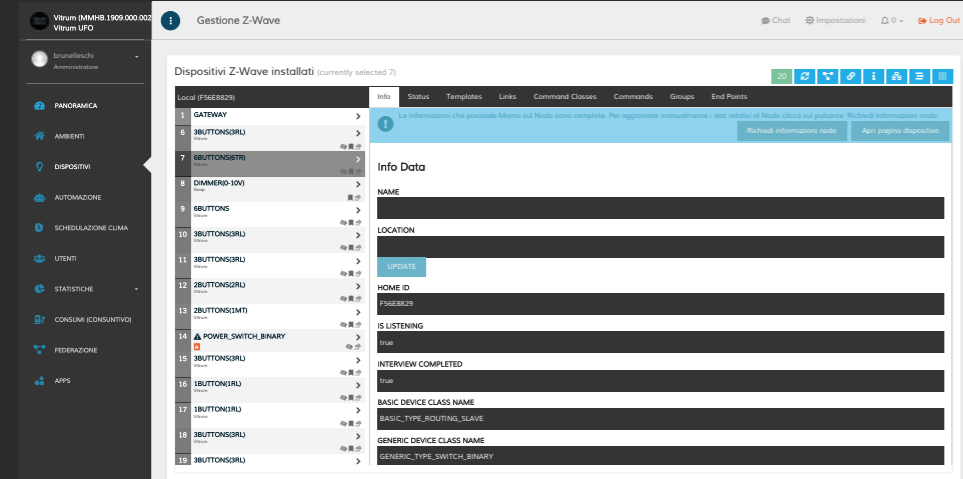 Vitrum (MMHB.1909.000.002
Vitrum UFO
Gestione Z-Wave
Chat
Impostazioni
0
Log Out
brunelleschi
Amministratore
PANORAMICA
AMBIENTI
DISPOSITIVI
AUTOMAZIONE
SCHEDULAZIONE CLIMA
UTENTI
STATISTICHE
CONSUMI (CONSUNTIVO)
FEDERAZIONE
APPS
Dispositivi Z-Wave installati (currently selected 7)
20
Local (F56E8829)
1 GATEWAY
6 3BUTTONS(3RL)
Vitrum
7 6BUTTONS(6TR)
Vitrum
8 DIMMER(0-10V)
9 6BUTTONS
Vitrum
10 3BUTTONS(3RL)
Vitrum
11 3BUTTONS(3RL)
Vitrum
12 2BUTTONS(2RL)
Vitrum
13 2BUTTONS(1MT)
Vitrum
14 POWER_SWITCH_BINARY
15 3BUTTONS(3RL)
Vitrum
16 1BUTTON(1RL)
Vitrum
17 1BUTTON(1RL)
Vitrum
18 3BUTTONS(3RL)
Vitrum
19 3BUTTONS(3RL)
Info Status Templates Links Command Classes Commands Groups End Points
Le informazioni che possiede Momo sul Nodo sono complete. Per aggiornare manualmente i dati relativi al Nodo clicca sul pulsante 'Richiedi informazioni nodo'
Richiedi informazioni nodo
Apri pagina dispositivo
Info Data
NAME
LOCATION
UPDATE
HOME ID
F56E8829
IS LISTENING
true
INTERVIEW COMPLETED
true
BASIC DEVICE CLASS NAME
BASIC_TYPE_ROUTING_SLAVE
GENERIC DEVICE CLASS NAME
GENERIC_TYPE_SWITCH_BINARY